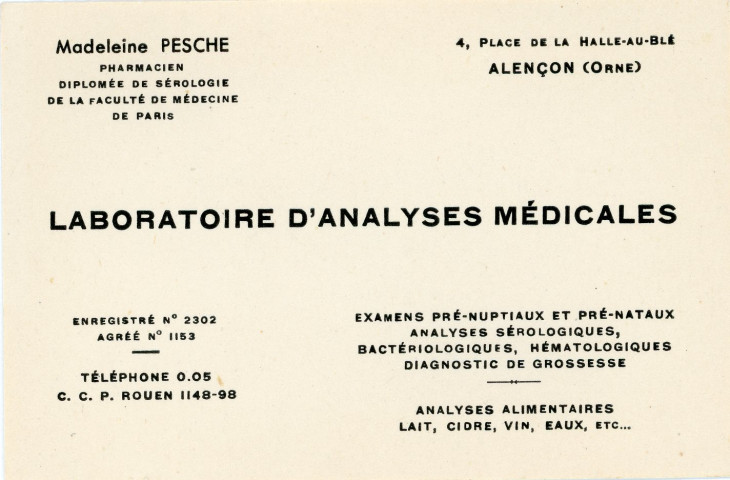 Madeleine PESCHE
PHARMACIEN
DIPLOMÉE DE SÉROLOGIE
DE LA FACULTÉ DE MÉDECINE
DE PARIS
4, PLACE DE LA HALLE-AU-BLÉ
ALENÇON (ORNE)
LABORATOIRE D'ANALYSES MÉDICALES
ENREGISTRÉ N° 2302
AGRÉÉ N° 1153
TÉLÉPHONE 0.05
C. C. P. ROUEN 1148-98
EXAMENS PRÉ-NUPTIAUX ET PRÉ-NATAUX
ANALYSES SÉROLOGIQUES,
BACTÉRIOLOGIQUES, HÉMATOLOGIQUES
DIAGNOSTIC DE GROSSESSE
ANALYSES ALIMENTAIRES
LAIT, CIDRE, VIN, EAUX, ETC...